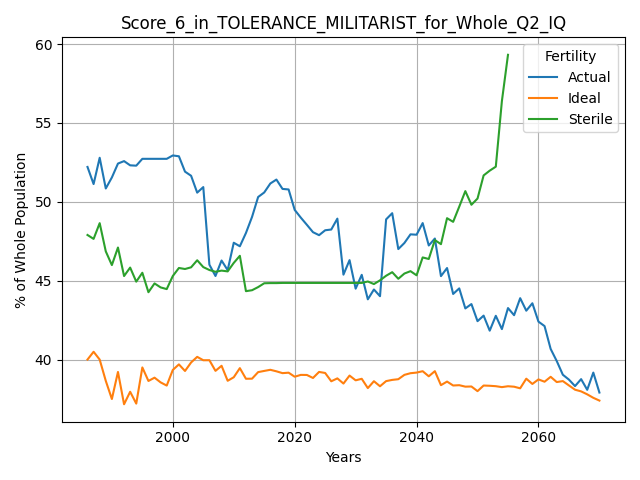 Score_6_in_TOLERANCE_MILITARIST_for_Whole_Q2_IQ
% of Whole Population
60
55
50
45
40
Fertility
Actual
Ideal
Sterile
2000
2020
2040
2060
Years